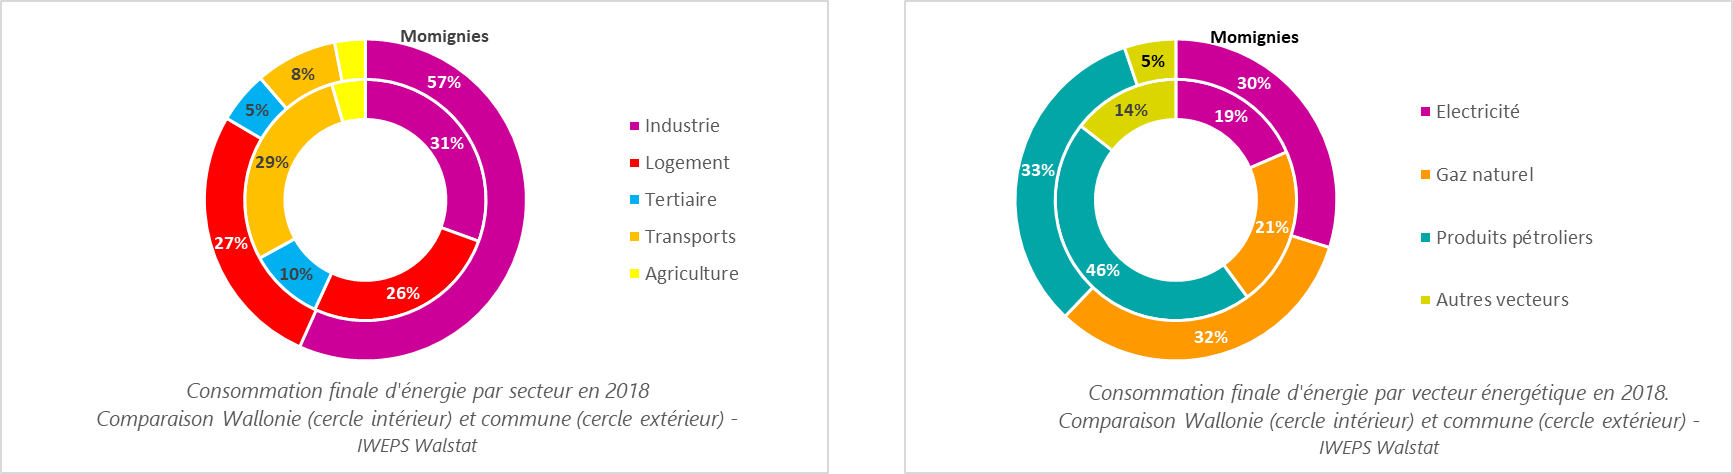 Momignies
57%
8%
5%
31%
29%
27%
10%
26%
Industrie
Logement
Tertiaire
Transports
Agriculture
Consommation finale d'énergie par secteur en 2018
Comparaison Wallonie (cercle intérieur) et commune (cercle extérieur) -
IWEPS Walstat
Momignies
5%
30%
14%
19%
33%
21%
46%
32%
Electricité
Gaz naturel
Produits pétroliers
Autres vecteurs
Consommation finale d'énergie par vecteur énergétique en 2018.
Comparaison Wallonie (cercle intérieur) et commune (cercle extérieur) -
IWEPS Walstat